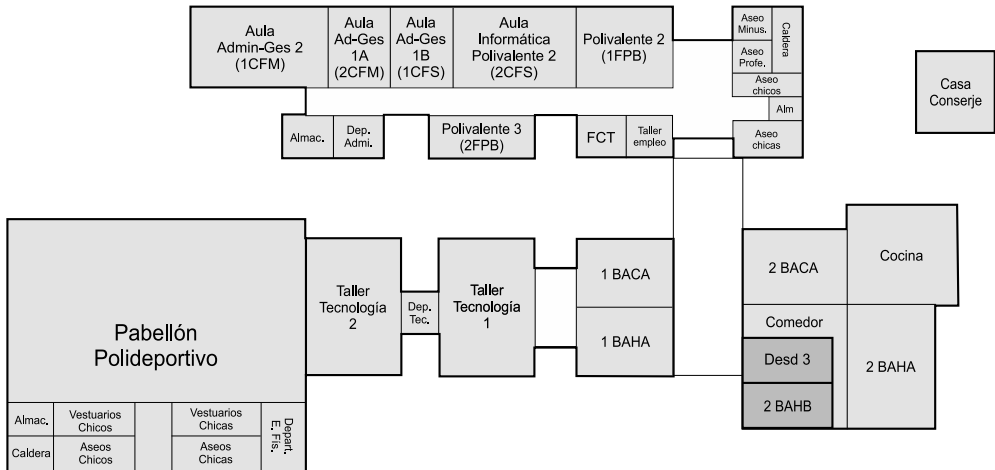 Aula
Admin-Ges 2
(1CFM)
Aula
Ad-Ges
1A
(2CFM)
Aula
Ad-Ges
1B
(1CFS)
Aula
Informática
Polivalente 2
(2CFS)
Polivalente 2
(1FPB)
Aseo
Minus.
Caldera
Aseo
Profe.
Aseo
chicos
Alm
Aseo
chicas
Casa
Conserje
Almac.
Dep.
Admi.
Polivalente 3
(2FPB)
FCT
Taller
empleo
Pabellón
Polideportivo
Taller
Tecnología
2
Dep.
Tec.
Taller
Tecnología
1
1 BACA
1 BAHA
2 BACA
Cocina
Comedor
Desd 3
2 BAHB
2 BAHA
Almac.
Vestuarios
Chicos
Vestuarios
Chicas
Depart.
E. Fis.
Caldera
Aseos
Chicos
Aseos
Chicas